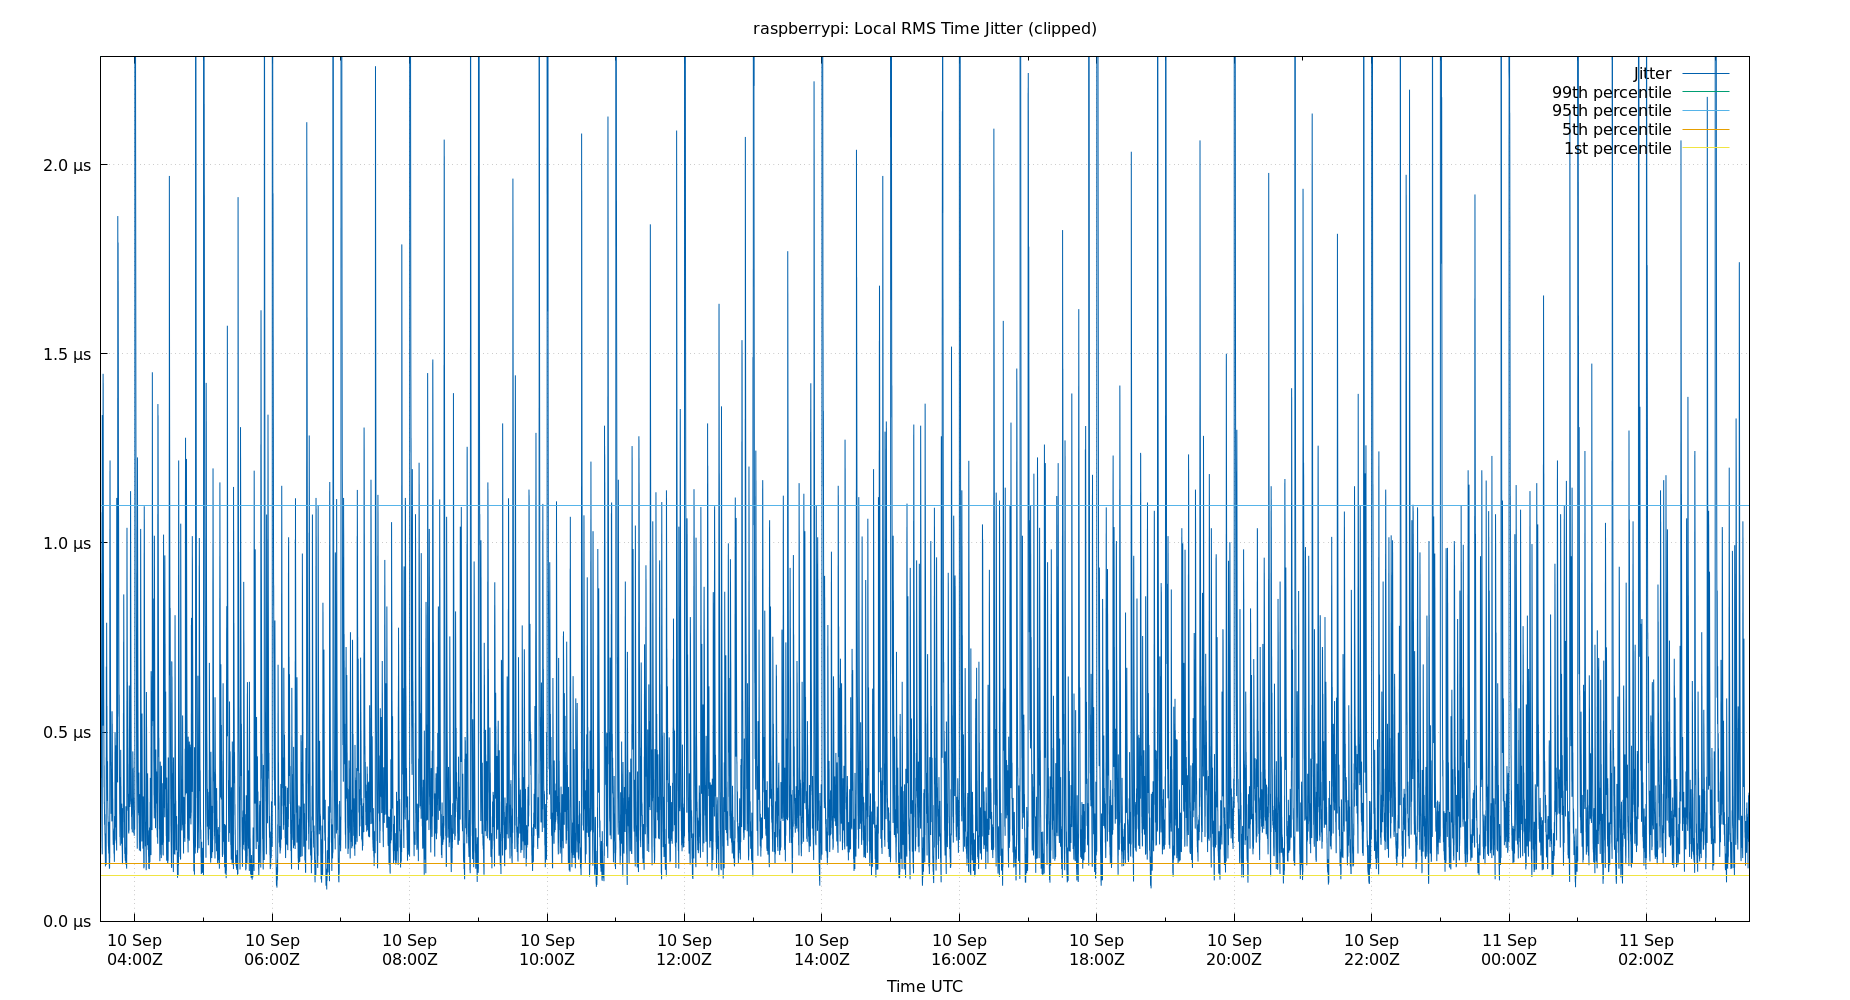 raspberrypi: Local RMS Time Jitter (clipped)
Jitter
99th percentile
95th percentile
5th percentile
1st percentile
2.0 µs
1.5 µs
1.0 µs
0.5 µs
0.0 µs
10 Sep 10 Sep 10 Sep 10 Sep 10 Sep 10 Sep 10 Sep 10 Sep 10 Sep 10 Sep 11 Sep 11 Sep
04:00Z 06:00Z 08:00Z 10:00Z 12:00Z 14:00Z 16:00Z 18:00Z 20:00Z 22:00Z 00:00Z 02:00Z
Time UTC